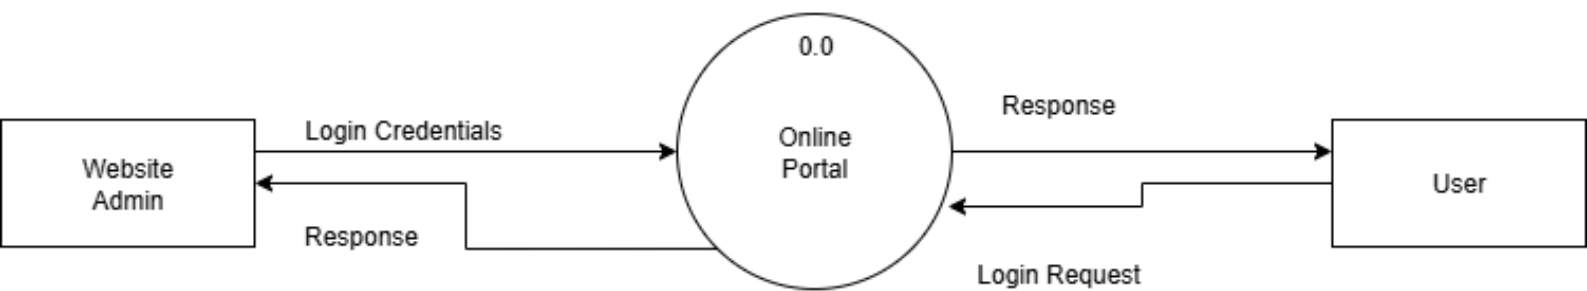 0.0
Online
Portal
Website
Admin
Login Credentials
Response
Response
User
Login Request